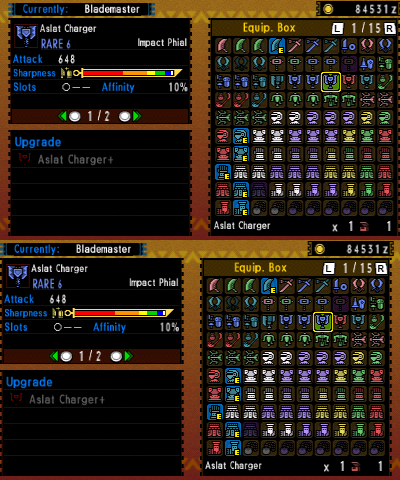 Currently: Blademaster
84531z
Aslat Charger
RARE 6
Impact Phial
Attack 648
Sharpness
Slots ○-- Affinity 10%
1/2
Upgrade
Aslat Charger+
Equip. Box L 1/15 R
E
E
E
E
E
E
Aslat Charger x 1 1
Currently: Blademaster
84531z
Aslat Charger
RARE 6
Impact Phial
Attack 648
Sharpness
Slots ○-- Affinity 10%
1/2
Upgrade
Aslat Charger+
Equip. Box L 1/15 R
E
E
E
E
E
E
Aslat Charger x 1 1